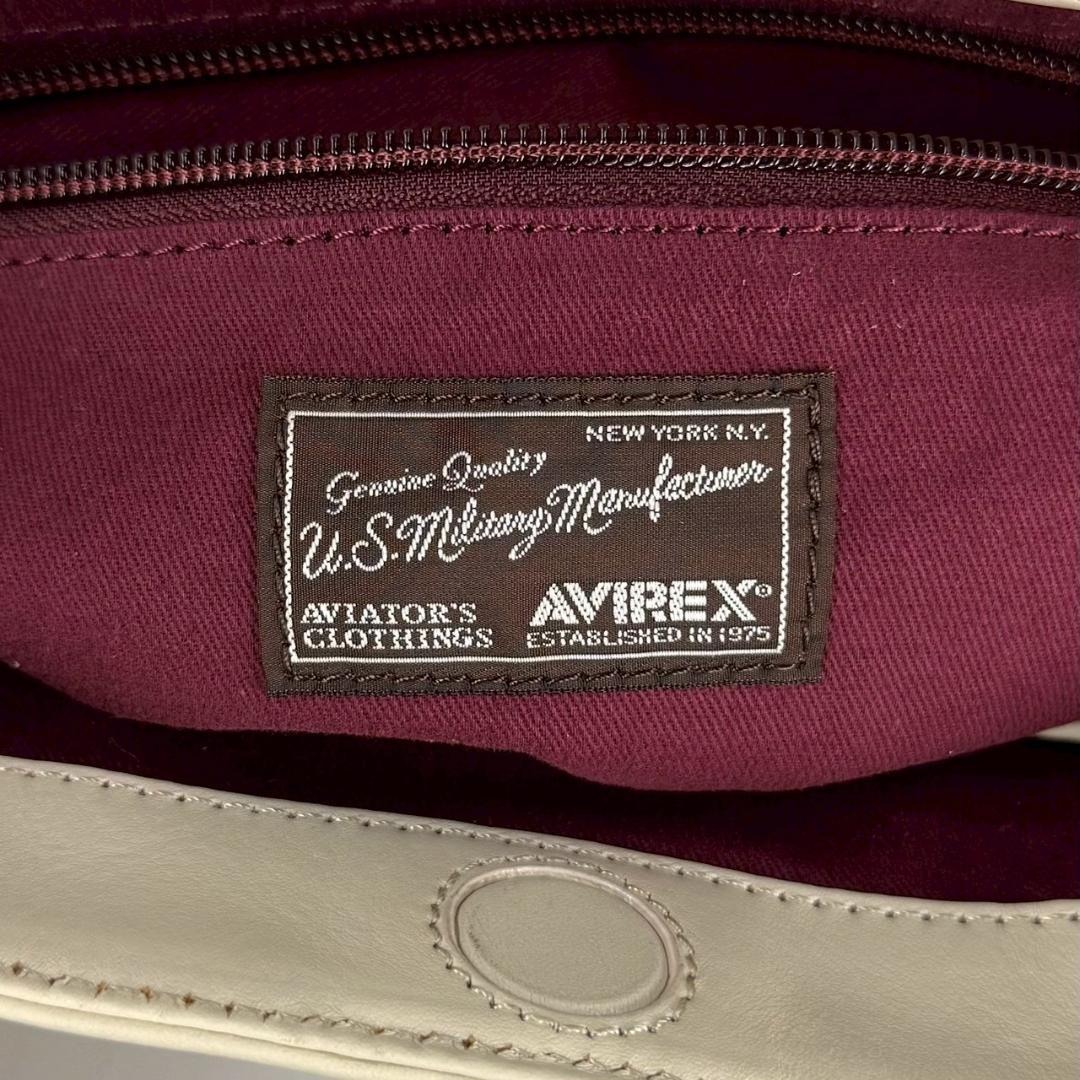 NEW YORK N.Y.
Genuine Quality
U.S. Military Manufacturer
AVIATOR'S
CLOTHINGS
AVIREX®
ESTABLISHED IN 1975